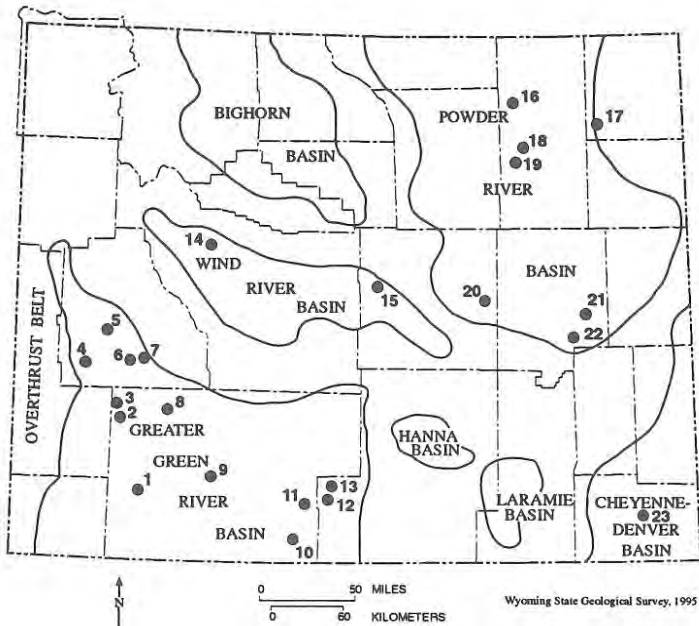 BIGHORN
BASIN
POWDER
16
17
18
19
RIVER
14
WIND
RIVER
BASIN
15
BASIN
20
21
22
OVERTHRUST BELT
5
4
6
7
3
2
8
GREATER
GREEN
9
1
RIVER
11
13
12
BASIN
10
HANNA
BASIN
LARAMIE
BASIN
CHEYENNE-
23
DENVER
BASIN
N
0 50 MILES
0 60
KILOMETERS
Wyoming State Geological Survey, 1995